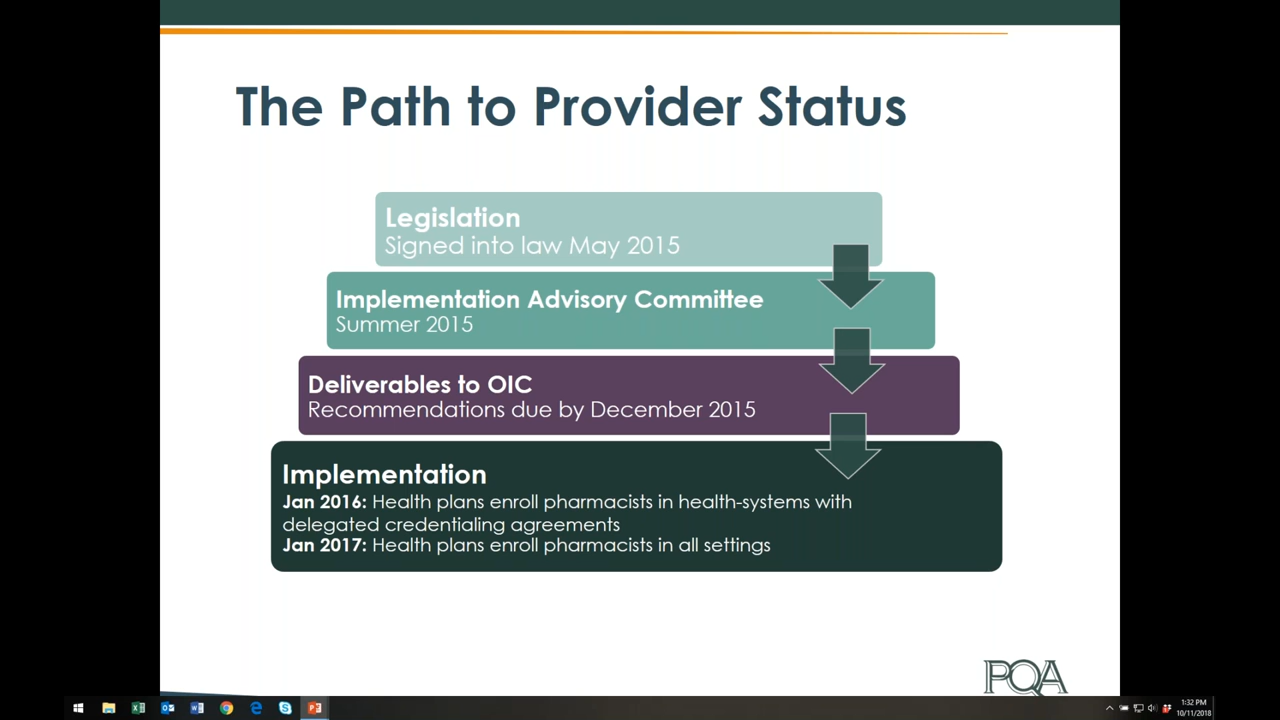 The Path to Provider Status
Legislation
Signed into law May 2015
Implementation Advisory Committee
Summer 2015
Deliverables to OIC
Recommendations due by December 2015
Implementation
Jan 2016: Health plans enroll pharmacists in health-systems with
delegated credentialing agreements
Jan 2017: Health plans enroll pharmacists in all settings
PQA
1:32 PM
10/11/2018